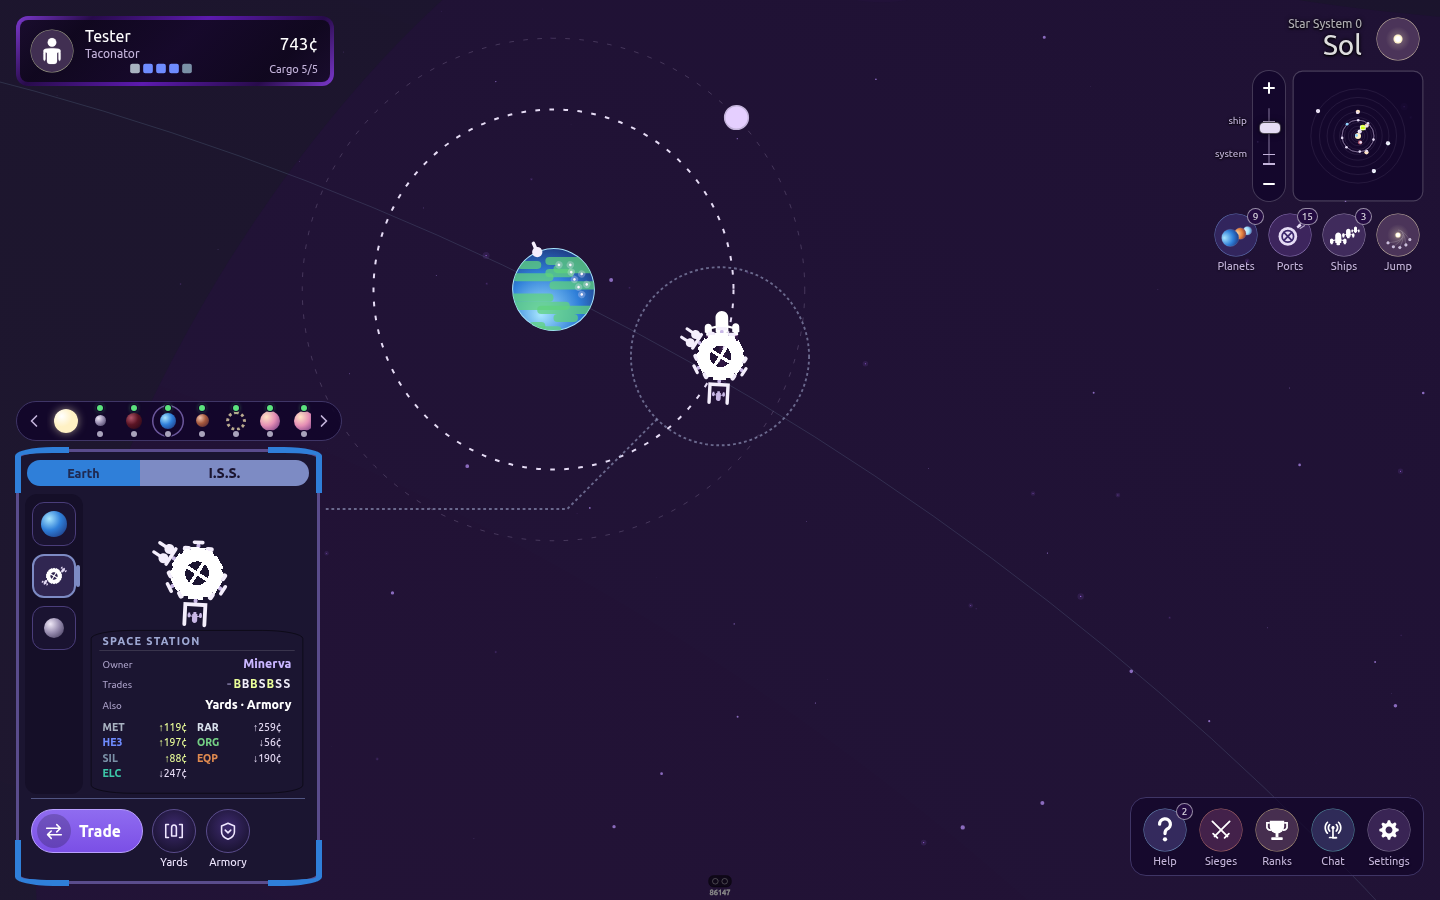 Tester
Taconator
743¢
Cargo 5/5
Star System 0
Sol
ship
system
9
15
3
Planets
Ports
Ships
Jump
Earth
I.S.S.
SPACE STATION
Owner Minerva
Trades -BBBSBSS
Also Yards · Armory
MET ↑119¢ RAR ↑259¢
HE3 ↑197¢ ORG ↓56¢
SIL ↑88¢ EQP ↓190¢
ELC ↓247¢
Trade
Yards
Armory
2
Help
Sieges
Ranks
Chat
Settings
86147